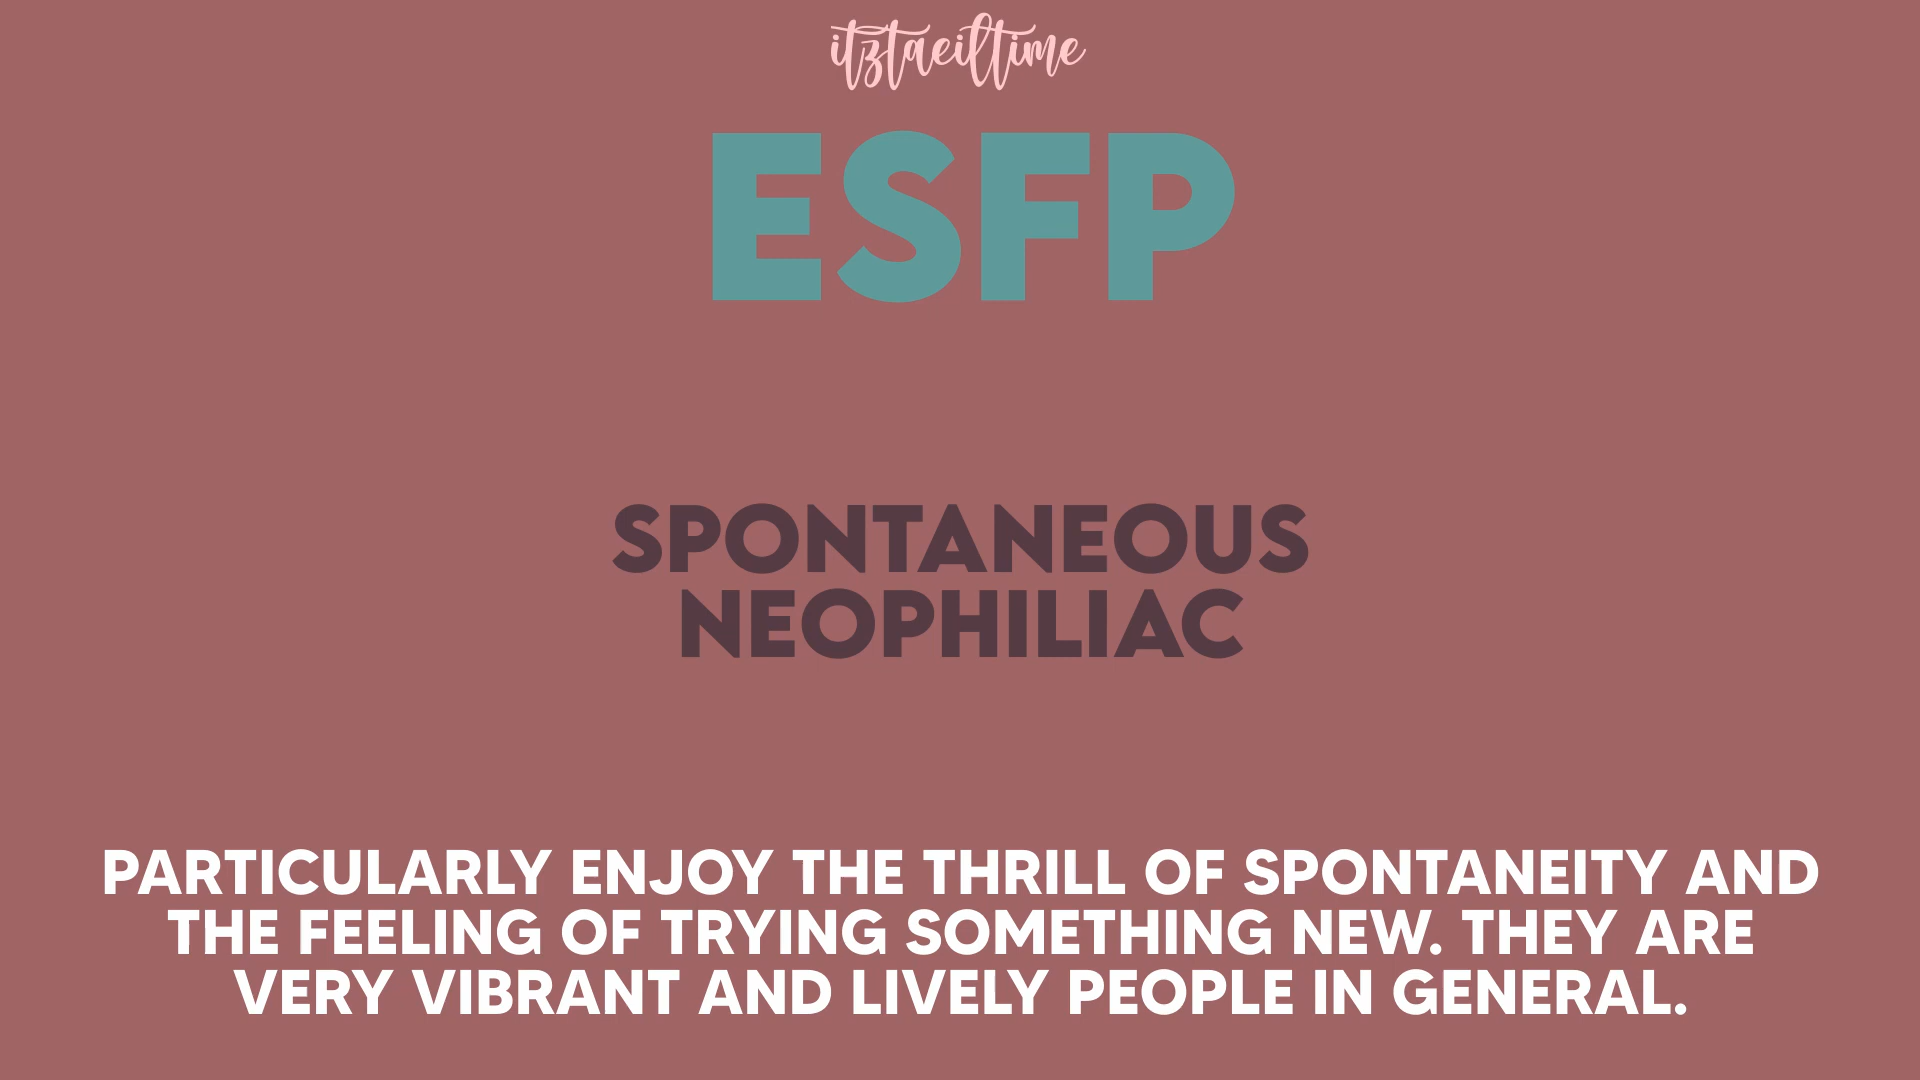 itztaeiltime
ESFP
SPONTANEOUS
NEOPHILIAC
PARTICULARLY ENJOY THE THRILL OF SPONTANEITY AND
THE FEELING OF TRYING SOMETHING NEW. THEY ARE
VERY VIBRANT AND LIVELY PEOPLE IN GENERAL.